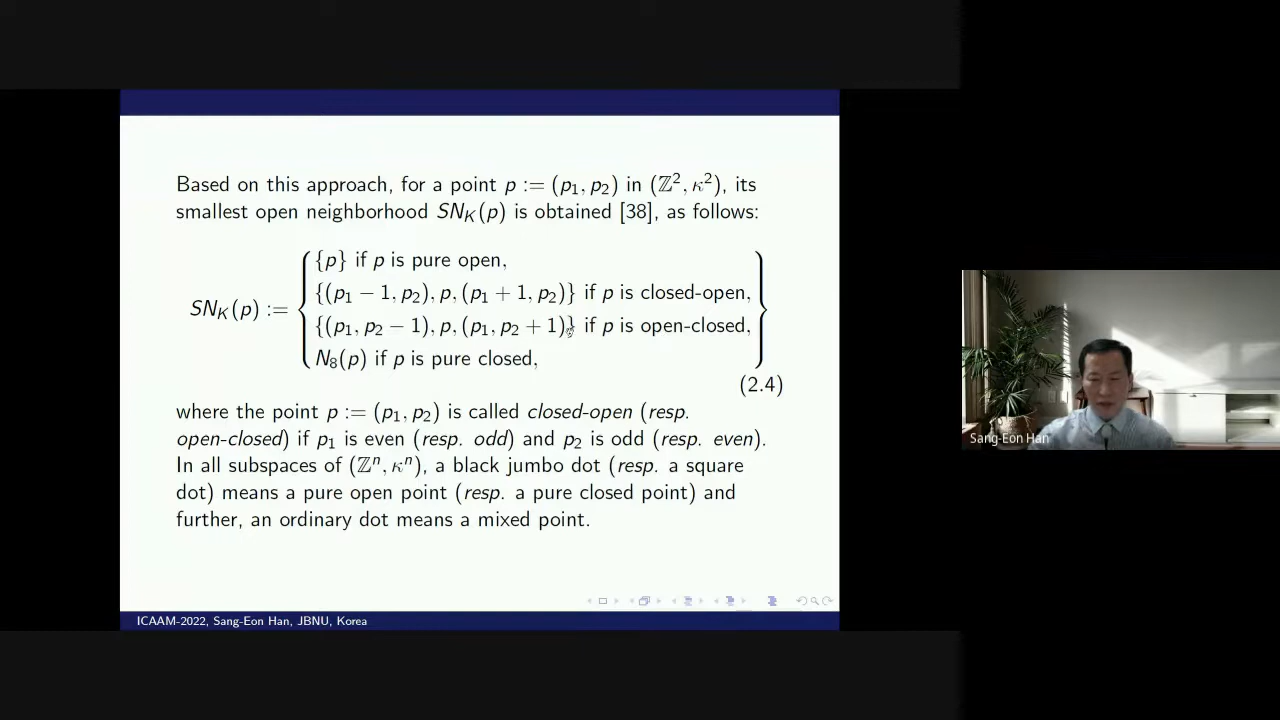 Based on this approach, for a point p := (p₁, p₂) in (ℤ², κ²), its
smallest open neighborhood SN_K(p) is obtained [38], as follows:
{p} if p is pure open,
{(p₁ − 1, p₂), p, (p₁ + 1, p₂)} if p is closed-open,
SN_K(p) :=
{(p₁, p₂ − 1), p, (p₁, p₂ + 1)} if p is open-closed,
N₈(p) if p is pure closed,
(2.4)
where the point p := (p₁, p₂) is called closed-open (resp.
open-closed) if p₁ is even (resp. odd) and p₂ is odd (resp. even).
In all subspaces of (ℤⁿ, κⁿ), a black jumbo dot (resp. a square
dot) means a pure open point (resp. a pure closed point) and
further, an ordinary dot means a mixed point.
ICAAM-2022, Sang-Eon Han, JBNU, Korea
Sang-Eon Han